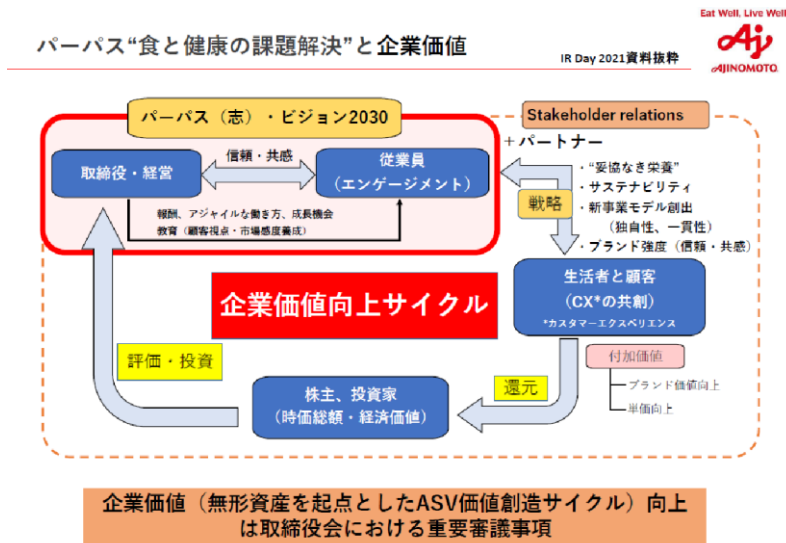 Eat Well, Live Well
AJINOMOTO
パーパス“食と健康の課題解決”と企業価値
IR Day 2021資料抜粋
パーパス（志）・ビジョン2030
Stakeholder relations
＋パートナー
取締役・経営
信頼・共感
従業員
（エンゲージメント）
報酬、アジャイルな働き方、成長機会
教育（顧客視点・市場感度養成）
戦略
・“妥協なき栄養”
・サステナビリティ
・新事業モデル創出
（独自性、一貫性）
・ブランド強度（信頼・共感）
企業価値向上サイクル
生活者と顧客
（CX*の共創）
*カスタマーエクスペリエンス
評価・投資
付加価値
ブランド価値向上
単価向上
還元
株主、投資家
（時価総額・経済価値）
企業価値（無形資産を起点としたASV価値創造サイクル）向上
は取締役会における重要審議事項